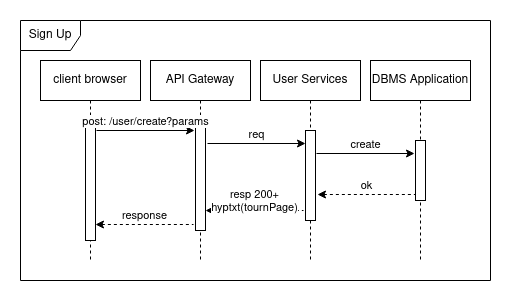 Sign Up
client browser
API Gateway
User Services
DBMS Application
post: /user/create?params
req
create
ok
resp 200+
hyptxt(tournPage)
response